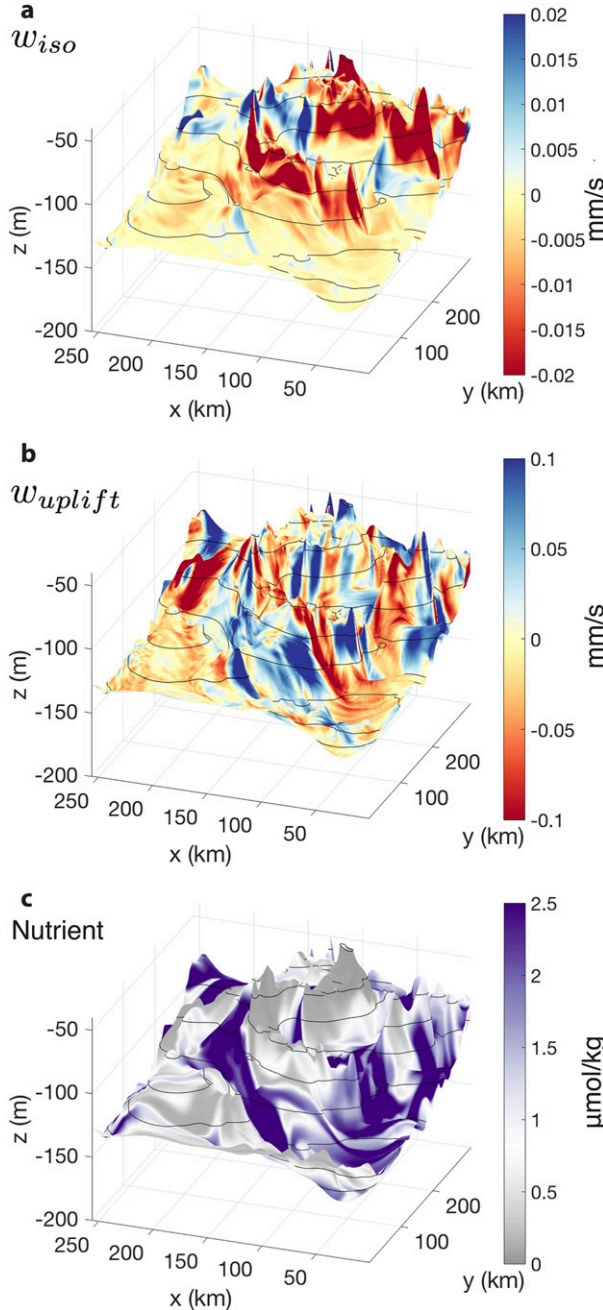 a
w_iso
0.02
0.015
0.01
0.005
0
-0.005
-0.01
-0.015
-0.02
mm/s
-50
-100
-150
-200
z (m)
250
200
150
100
50
x (km)
200
100
y (km)
b
w_uplift
0.1
0.05
0
-0.05
-0.1
mm/s
-50
-100
-150
-200
z (m)
250
200
150
100
50
x (km)
200
100
y (km)
c
Nutrient
2.5
2
1.5
1
0.5
0
µmol/kg
-50
-100
-150
-200
z (m)
250
200
150
100
50
x (km)
200
100
y (km)